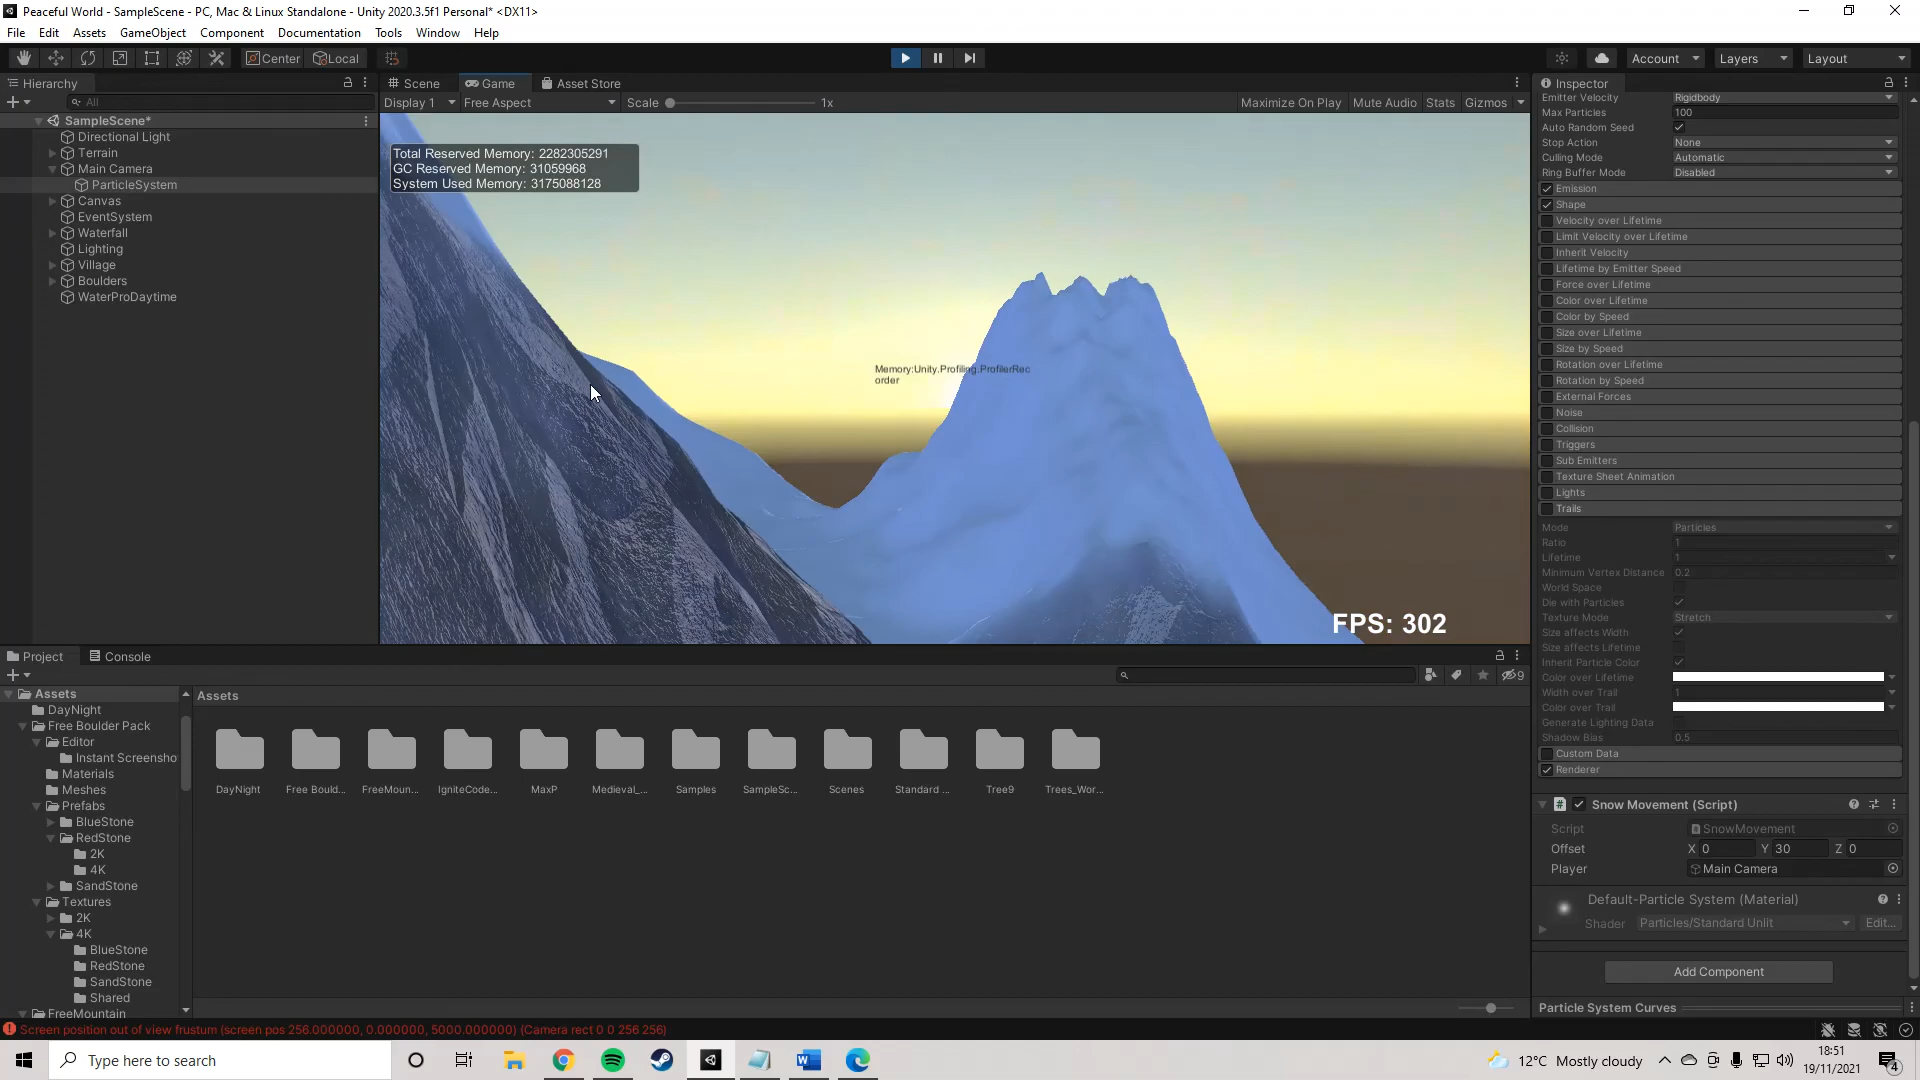 Peaceful World - SampleScene - PC, Mac & Linux Standalone - Unity 2020.3.5f1 Personal* <DX11>
File Edit Assets GameObject Component Documentation Tools Window Help
Center Local Account Layers Layout
Hierarchy
All
SampleScene*
Directional Light
Terrain
Main Camera
ParticleSystem
Canvas
EventSystem
Waterfall
Lighting
Village
Boulders
WaterProDaytime
Scene Game Asset Store
Display 1 Free Aspect Scale 1x Maximize On Play Mute Audio Stats Gizmos
Total Reserved Memory: 2282305291
GC Reserved Memory: 31059968
System Used Memory: 3175088128
Memory:Unity.Profiling.ProfilerRec
order
FPS: 302
Inspector
Emitter Velocity Rigidbody
Max Particles 100
Auto Random Seed
Stop Action None
Culling Mode Automatic
Ring Buffer Mode Disabled
Emission
Shape
Velocity over Lifetime
Limit Velocity over Lifetime
Inherit Velocity
Lifetime by Emitter Speed
Force over Lifetime
Color over Lifetime
Color by Speed
Size over Lifetime
Size by Speed
Rotation over Lifetime
Rotation by Speed
External Forces
Noise
Collision
Triggers
Sub Emitters
Texture Sheet Animation
Lights
Trails
Mode Particles
Ratio 1
Lifetime 1
Minimum Vertex Distance 0.2
World Space
Die with Particles
Texture Mode Stretch
Size affects Width
Size affects Lifetime
Inherit Particle Color
Color over Lifetime
Width over Trail 1
Color over Trail
Generate Lighting Data
Shadow Bias 0.5
Custom Data
Renderer
Snow Movement (Script)
Script SnowMovement
Offset X 0 Y 30 Z 0
Player Main Camera
Default-Particle System (Material)
Shader Particles/Standard Unlit Edit...
Add Component
Particle System Curves
Project Console
9
Assets
DayNight
Free Boulder Pack
Editor
Instant Screensho
Materials
Meshes
Prefabs
BlueStone
RedStone
2K
4K
SandStone
Textures
2K
4K
BlueStone
RedStone
SandStone
Shared
FreeMountain
Assets
DayNight Free Bould... FreeMoun... IgniteCode... MaxP Medieval_... Samples SampleSc... Scenes Standard ... Tree9 Trees_Wor...
Screen position out of view frustum (screen pos 256.000000, 0.000000, 5000.000000) (Camera rect 0 0 256 256)
Type here to search
12°C Mostly cloudy
18:51
19/11/2021
4